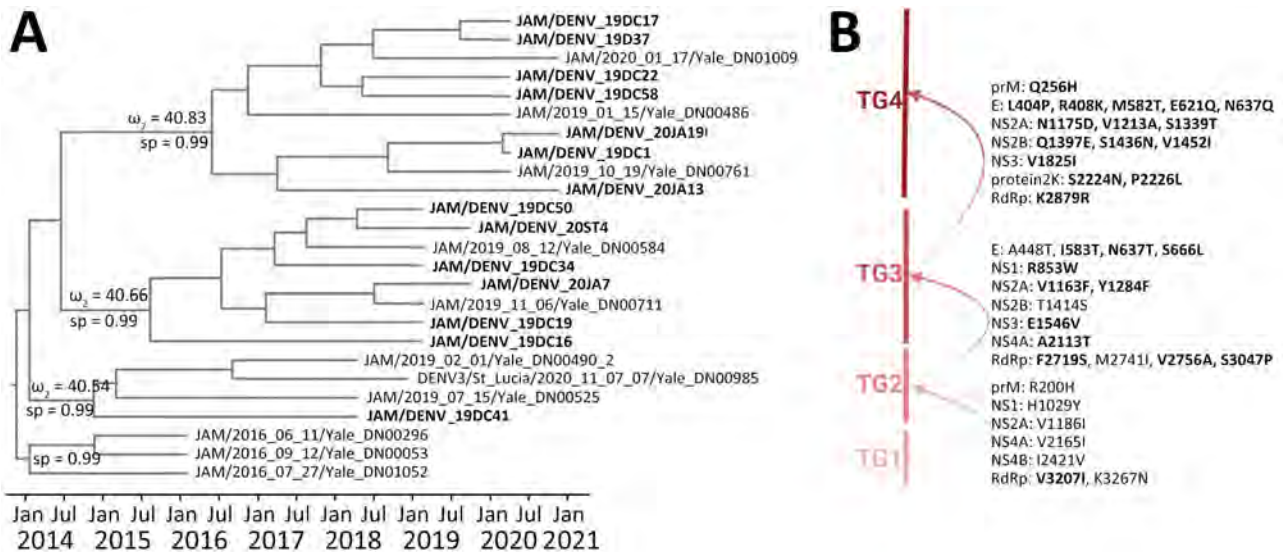 A
JAM/DENV_19DC17
JAM/DENV_19D37
JAM/2020_01_17/Yale_DN01009
JAM/DENV_19DC22
JAM/DENV_19DC58
JAM/2019_01_15/Yale_DN00486
JAM/DENV_20JA19
JAM/DENV_19DC1
JAM/2019_10_19/Yale_DN00761
JAM/DENV_20JA13
JAM/DENV_19DC50
JAM/DENV_20ST4
JAM/2019_08_12/Yale_DN00584
JAM/DENV_19DC34
JAM/DENV_20JA7
JAM/2019_11_06/Yale_DN00711
JAM/DENV_19DC19
JAM/DENV_19DC16
JAM/2019_02_01/Yale_DN00490_2
DENV3/St_Lucia/2020_11_07_07/Yale_DN00985
JAM/2019_07_15/Yale_DN00525
JAM/DENV_19DC41
JAM/2016_06_11/Yale_DN00296
JAM/2016_09_12/Yale_DN00053
JAM/2016_07_27/Yale_DN01052
ω₂ = 40.83
sp = 0.99
ω₂ = 40.66
sp = 0.99
ω₂ = 40.54
sp = 0.99
sp = 0.99
Jan Jul Jan Jul Jan Jul Jan Jul Jan Jul Jan Jul Jan Jul Jan
2014 2015 2016 2017 2018 2019 2020 2021
B
TG4
prM: Q256H
E: L404P, R408K, M582T, E621Q, N637Q
NS2A: N1175D, V1213A, S1339T
NS2B: Q1397E, S1436N, V1452I
NS3: V1825I
protein2K: S2224N, P2226L
RdRp: K2879R
TG3
E: A448T, I583T, N637T, S666L
NS1: R853W
NS2A: V1163F, Y1284F
NS2B: T1414S
NS3: E1546V
NS4A: A2113T
RdRp: F2719S, M2741I, V2756A, S3047P
TG2
prM: R200H
NS1: H1029Y
NS2A: V1186I
NS4A: V2165I
NS4B: I2421V
RdRp: V3207I, K3267N
TG1